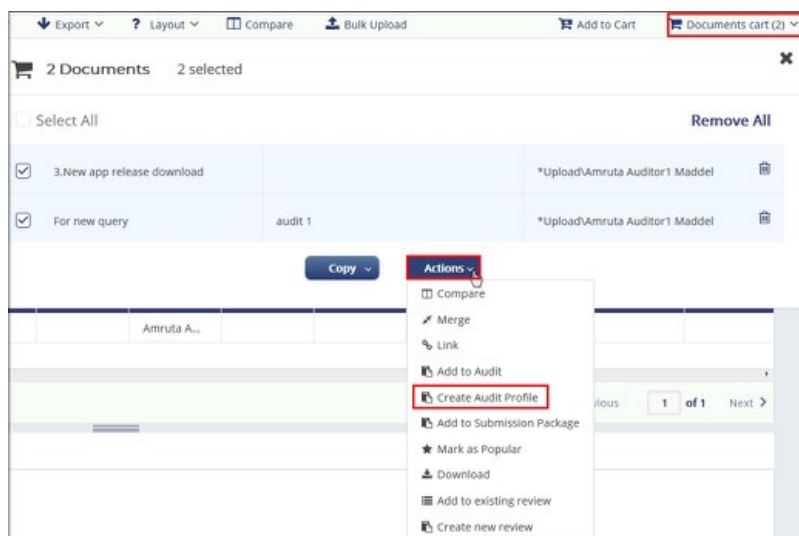 Export ? Layout Compare Bulk Upload Add to Cart Documents cart (2)
2 Documents 2 selected
Select All Remove All
3.New app release download *Upload\Amruta Auditor1 Maddel
For new query audit 1 *Upload\Amruta Auditor1 Maddel
Copy Actions
Compare
Amruta A... Merge
Link
Add to Audit
Create Audit Profile vious 1 of 1 Next
Add to Submission Package
Mark as Popular
Download
Add to existing review
Create new review